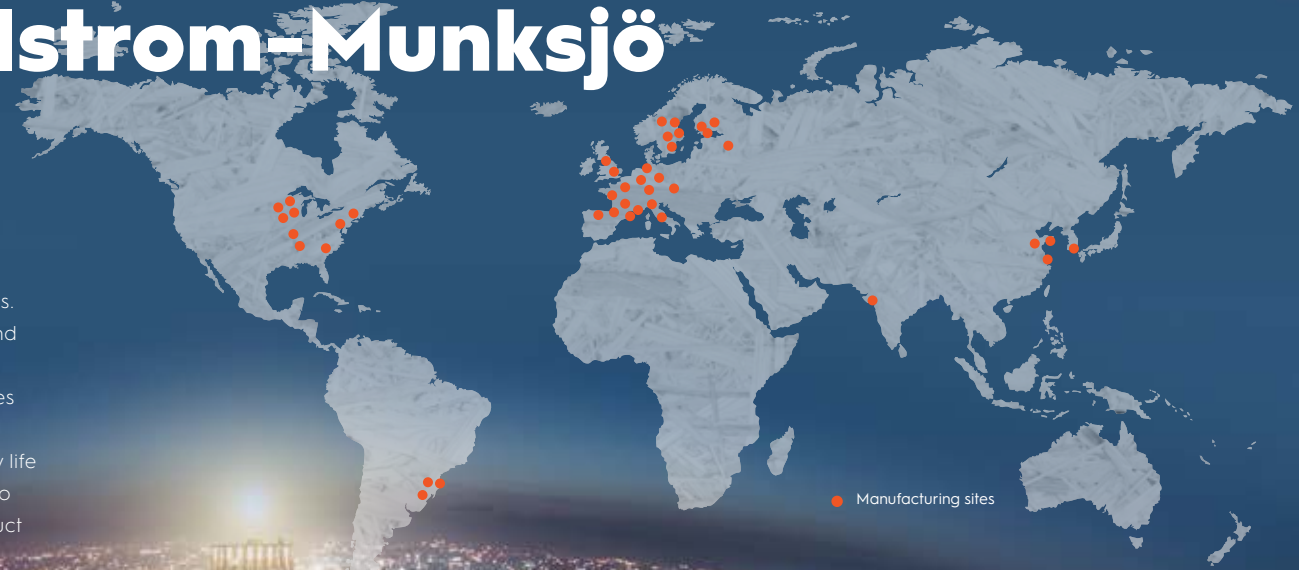 lstrom-Munksjö
s.
nd
es
life
o
uct
Manufacturing sites